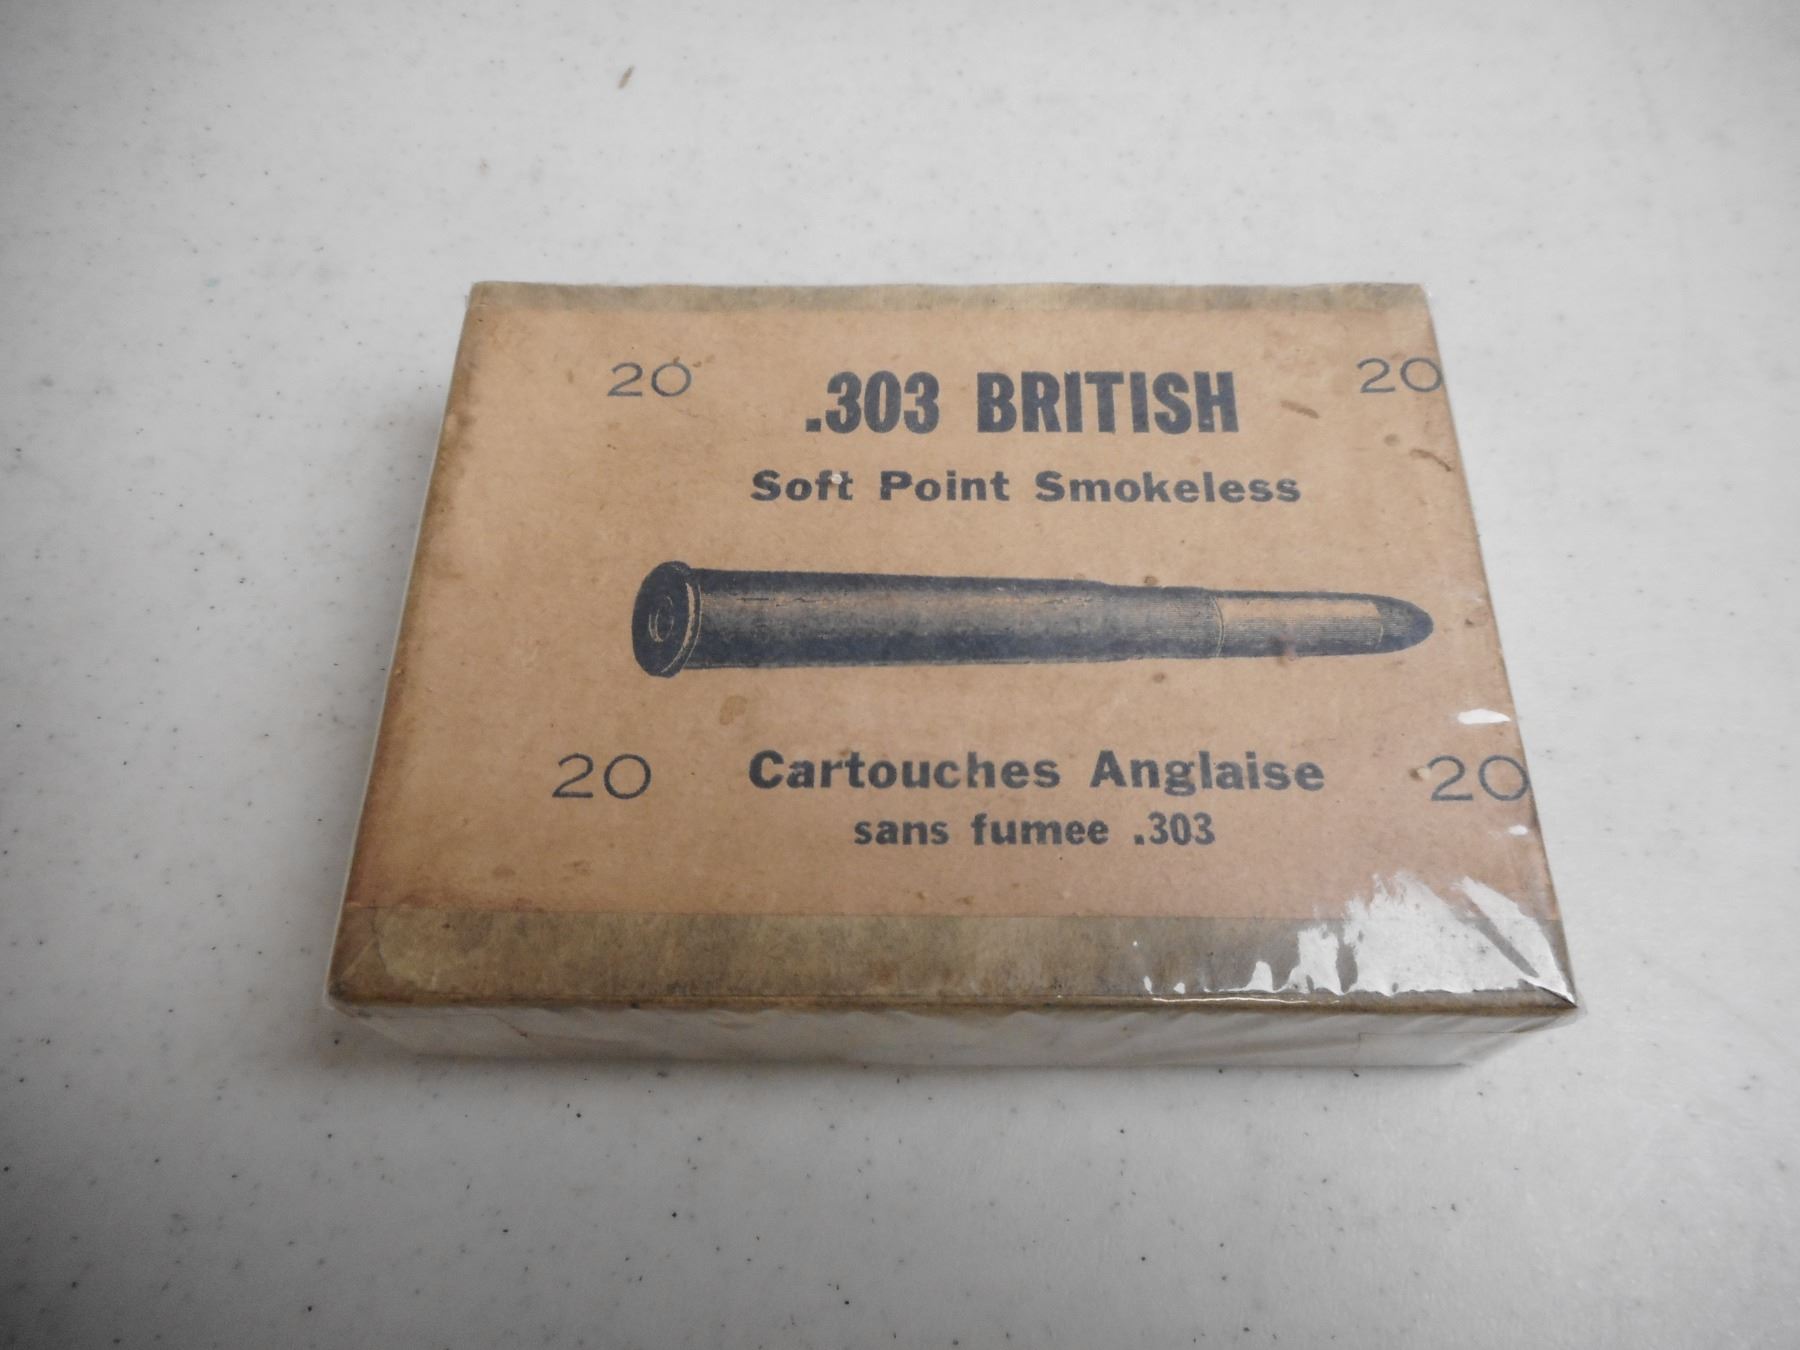 20 .303 BRITISH 20
Soft Point Smokeless
20 Cartouches Anglaise 20
sans fumee .303